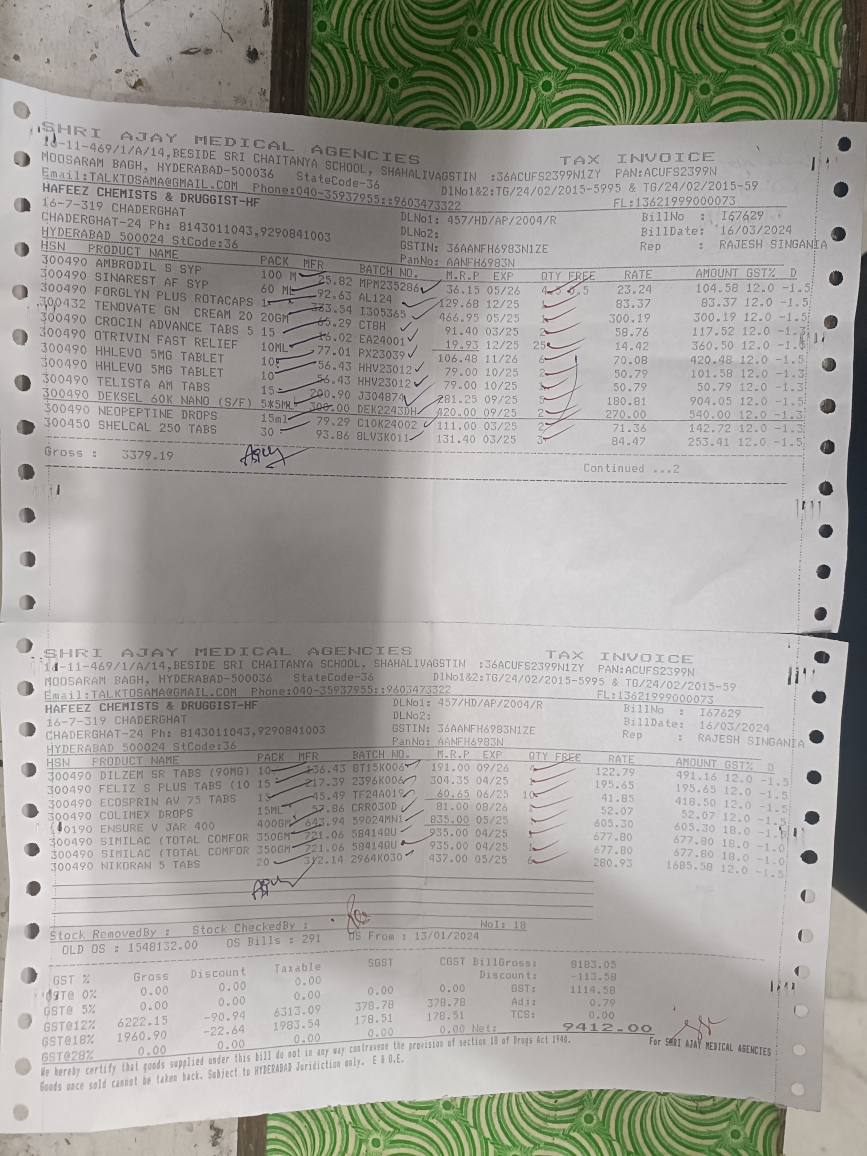 SHRI AJAY MEDICAL AGENCIES TAX INVOICE
-11-469/1/A/14,BESIDE SRI CHAITANYA SCHOOL, SHAHALIVAGSTIN :36ACUFS2399N1ZY PAN:ACUFS2399N
MOOSARAM BAGH, HYDERABAD-500036 StateCode-36 DlNo1&2:TG/24/02/2015-5995 & TG/24/02/2015-59
Email:TALKTOSAMA@GMAIL.COM Phone:040-35937955::9603473322 FL:13621999000073
HAFEEZ CHEMISTS & DRUGGIST-HF DLNo1: 457/HD/AP/2004/R BillNo : I67629
16-7-319 CHADERGHAT DLNo2: BillDate: 16/03/2024
CHADERGHAT-24 Ph: 8143011043,9290841003 GSTIN: 36AANFH6983N1ZE Rep : RAJESH SINGANIA
HYDERABAD 500024 StCode:36 PanNo: AANFH6983N
HSN PRODUCT NAME PACK MFR BATCH NO. M.R.P EXP QTY FREE RATE AMOUNT GST% D
300490 AMBRODIL S SYP 100 M 25.82 MPM235286 36.15 05/26 23.24 104.58 12.0 -1.5
300490 SINAREST AF SYP 60 ML 92.63 AL124 129.68 12/25 83.37 83.37 12.0 -1.5
300490 FORGLYN PLUS ROTACAPS I305365 466.95 03/25 300.19 300.19 12.0 -1.5
300432 TENOVATE GN CREAM 20 20GM CT8H 91.40 03/25 2 58.76 117.52 12.0 -1.3
300490 CROCIN ADVANCE TABS 5 15 EA24001 19.93 12/25 25 14.42 360.50 12.0 -1.5
300490 OTRIVIN FAST RELIEF 10ML 77.01 PX23039 106.48 11/26 6 70.08 420.48 12.0 -1.5
300490 HHLEVO 5MG TABLET 10 56.43 HHV23012 79.00 10/25 2 50.79 101.58 12.0 -1.5
300490 HHLEVO 5MG TABLET 10 56.43 HHV23012 79.00 10/25 50.79 50.79 12.0 -1.5
300490 TELISTA AM TABS 15 200.90 J304874 281.25 09/25 5 180.81 904.05 12.0 -1.5
300490 DEKSEL 60K NANO (S/F) 5*5ML 300.00 DEK2243DH 420.00 09/25 2 270.00 540.00 12.0 -1.3
300490 NEOPEPTINE DROPS 15ml 79.29 C10K24002 111.00 03/25 2 71.36 142.72 12.0 -1.3
300450 SHELCAL 250 TABS 30 93.86 8LV3K011 131.40 03/25 3 84.47 253.41 12.0 -1.5
Gross : 3379.19 Continued ...2
SHRI AJAY MEDICAL AGENCIES TAX INVOICE
-11-469/1/A/14,BESIDE SRI CHAITANYA SCHOOL, SHAHALIVAGSTIN :36ACUFS2399N1ZY PAN:ACUFS2399N
MOOSARAM BAGH, HYDERABAD-500036 StateCode-36 DlNo1&2:TG/24/02/2015-5995 & TG/24/02/2015-59
Email:TALKTOSAMA@GMAIL.COM Phone:040-35937955::9603473322 FL:13621999000073
HAFEEZ CHEMISTS & DRUGGIST-HF DLNo1: 457/HD/AP/2004/R BillNo : I67629
16-7-319 CHADERGHAT DLNo2: BillDate: 16/03/2024
CHADERGHAT-24 Ph: 8143011043,9290841003 GSTIN: 36AANFH6983N1ZE Rep : RAJESH SINGANIA
HYDERABAD 500024 StCode:36 PanNo: AANFH6983N
HSN PRODUCT NAME PACK MFR BATCH NO. M.R.P EXP QTY FREE RATE AMOUNT GST% D
300490 DILZEM SR TABS (90MG) 10 136.43 8T15K006 191.00 09/26 122.79 491.16 12.0 -1.5
300490 FELIZ S PLUS TABS (10 15 217.39 2396K006 304.35 04/25 195.65 195.65 12.0 -1.5
300490 ECOSPRIN AV 75 TABS 45.49 TF24A019 60.65 06/25 10 41.85 418.50 12.0 -1.5
300490 COLIMEX DROPS 15ML 57.86 CRR030D 81.00 08/26 52.07 52.07 12.0 -1.5
0190 ENSURE V JAR 400 400GM 643.94 59024MN1 835.00 05/25 605.30 605.30 18.0 -1.0
300490 SIMILAC (TOTAL COMFOR 350GM 721.06 58414QU 935.00 04/25 677.80 677.80 18.0 -1.0
300490 SIMILAC (TOTAL COMFOR 350GM 721.06 58414QU 935.00 04/25 677.80 677.80 18.0 -1.0
300490 NIKORAN 5 TABS 20 312.14 2964K030 437.00 05/25 6 280.93 1685.58 12.0 -1.5
Stock RemovedBy : Stock CheckedBy : NoI: 18
OLD OS : 1548132.00 OS Bills : 291 OS From : 13/01/2024
GST % Gross Discount Taxable SGST CGST BillGross: 8183.05
GST@ 0% 0.00 0.00 0.00 Discount: -113.58
GST@ 5% 0.00 0.00 0.00 0.00 0.00 GST: 1114.58
GST@12% 6222.15 -90.94 6313.09 378.78 378.78 Adj: 0.79
GST@18% 1960.90 -22.64 1983.54 178.51 178.51 TCS: 0.00
GST@28% 0.00 0.00 0.00 0.00 0.00 Net: 9412.00
We hereby certify that goods supplied under this bill do not in any way contravene the provision of section 18 of Drugs Act 1940. For SHRI AJAY MEDICAL AGENCIES
Goods once sold cannot be taken back. Subject to HYDERABAD Juridiction only. E & O.E.